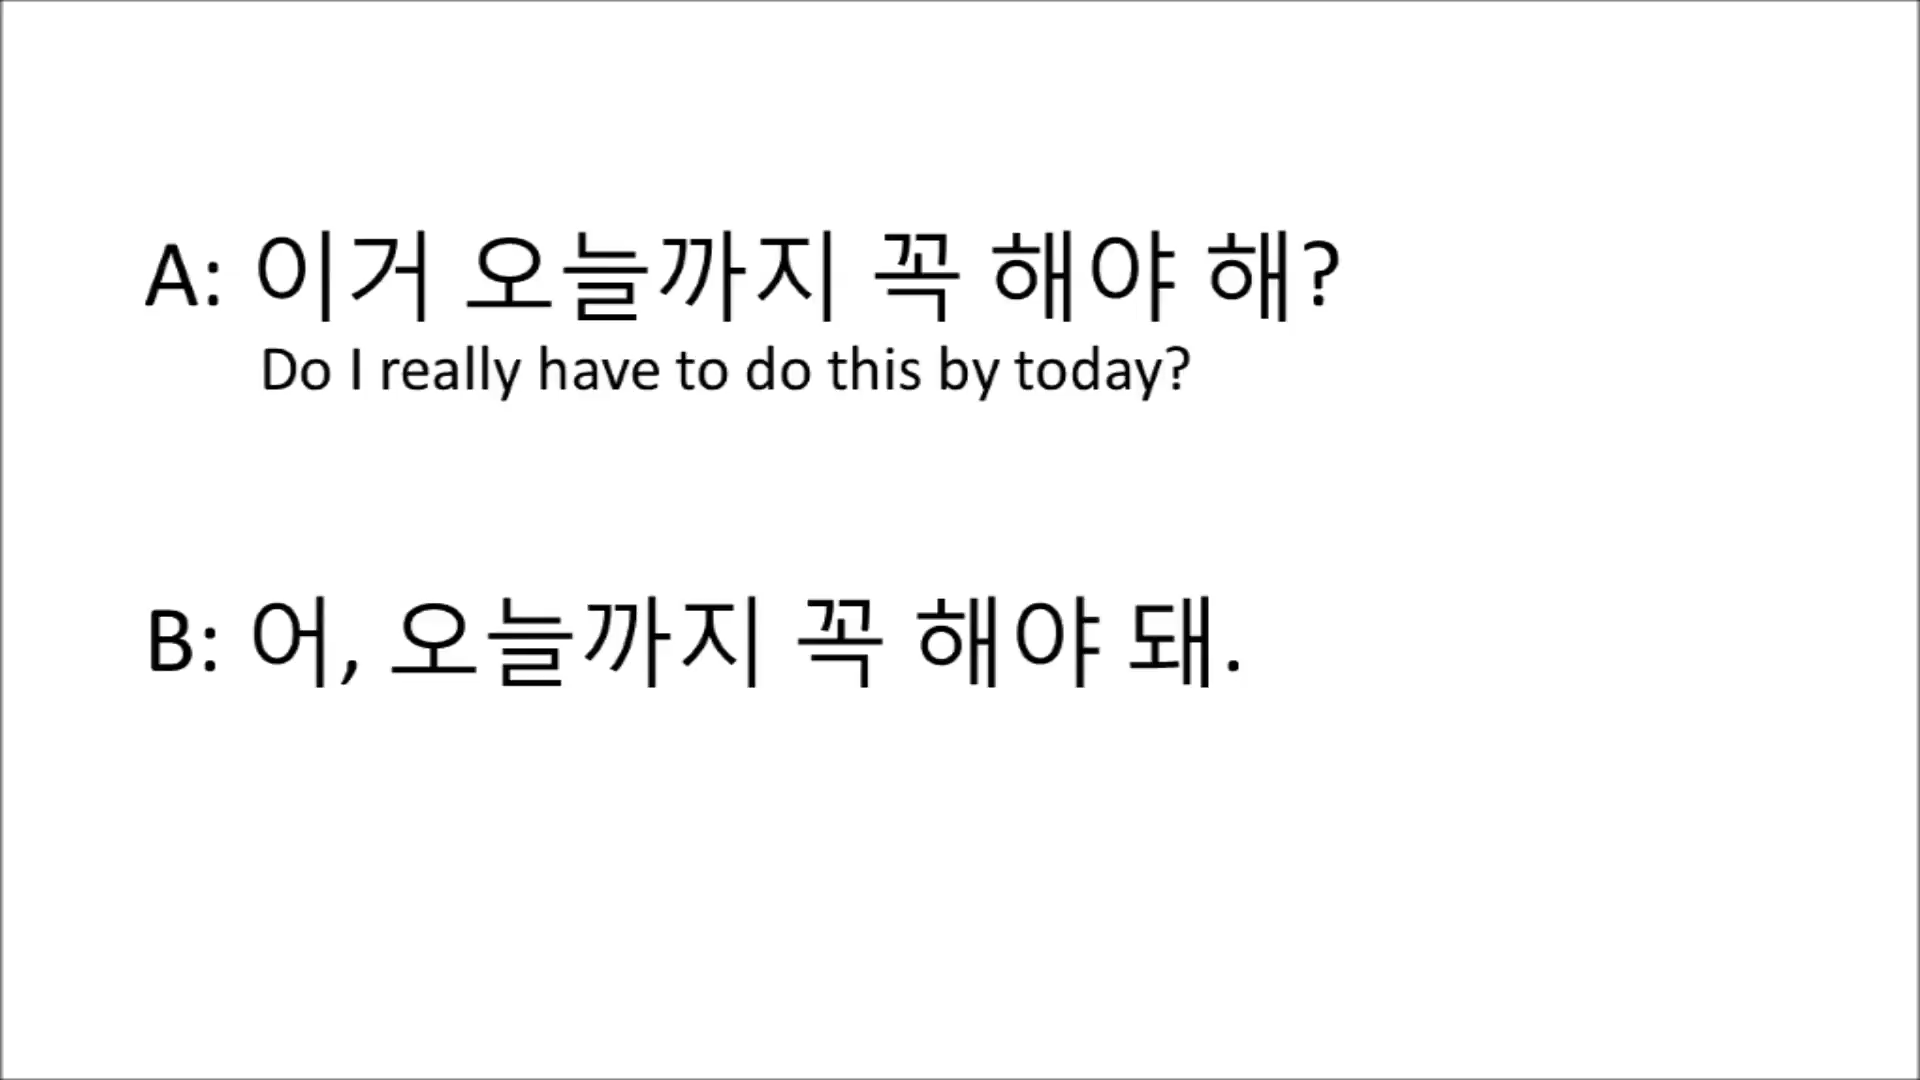 A: 이거 오늘까지 꼭 해야 해?
Do I really have to do this by today?
B: 어, 오늘까지 꼭 해야 돼.